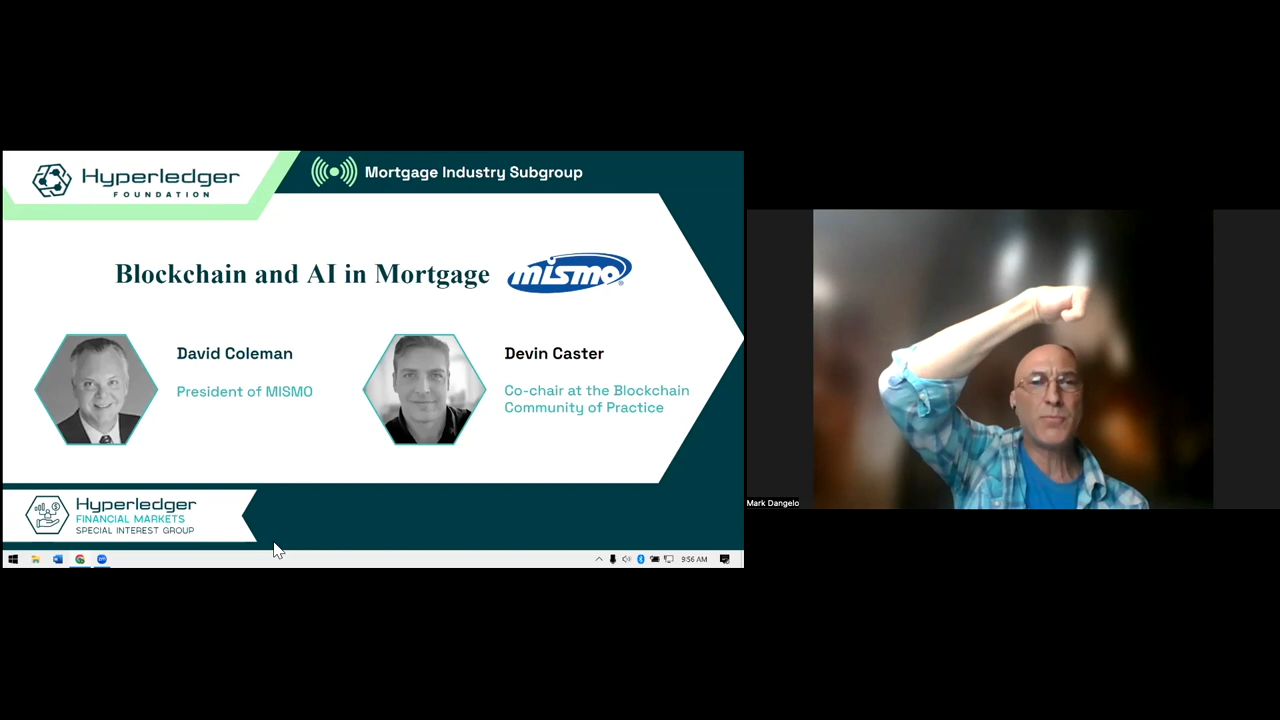 Hyperledger
FOUNDATION
Mortgage Industry Subgroup
Blockchain and AI in Mortgage
mismo
David Coleman
President of MISMO
Devin Caster
Co-chair at the Blockchain
Community of Practice
Hyperledger
FINANCIAL MARKETS
SPECIAL INTEREST GROUP
9:56 AM
Mark Dangelo